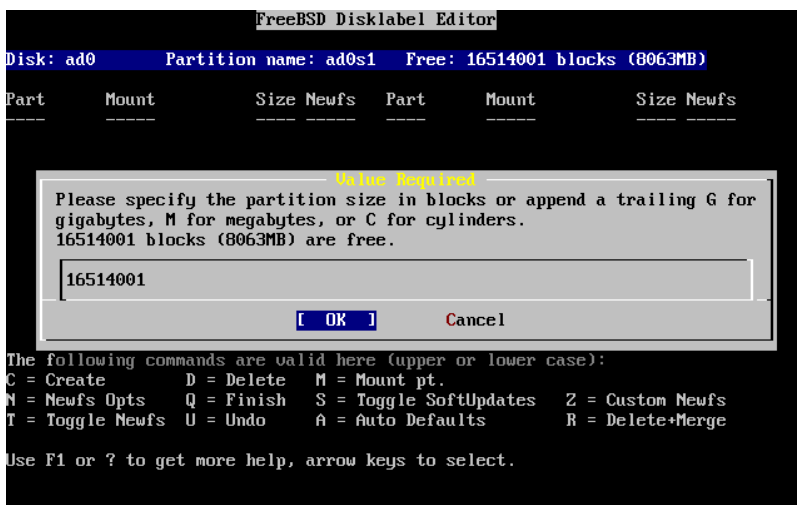 FreeBSD Disklabel Editor
Disk: ad0 Partition name: ad0s1 Free: 16514001 blocks (8063MB)
Part Mount Size Newfs Part Mount Size Newfs
---- ----- ---- ----- ---- ----- ---- -----
Value Required
Please specify the partition size in blocks or append a trailing G for
gigabytes, M for megabytes, or C for cylinders.
16514001 blocks (8063MB) are free.
16514001
[ OK ] Cancel
The following commands are valid here (upper or lower case):
C = Create D = Delete M = Mount pt.
N = Newfs Opts Q = Finish S = Toggle SoftUpdates Z = Custom Newfs
T = Toggle Newfs U = Undo A = Auto Defaults R = Delete+Merge
Use F1 or ? to get more help, arrow keys to select.